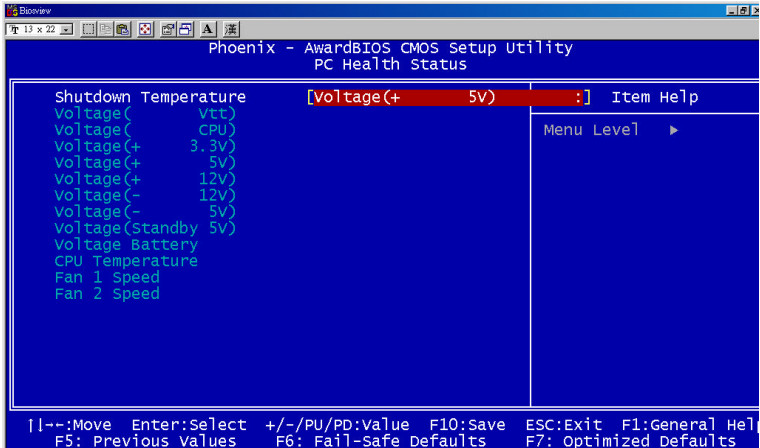 Biosview
13 x 22
A 漢
Phoenix - AwardBIOS CMOS Setup Utility
PC Health Status
Shutdown Temperature [Voltage(+ 5V) :] Item Help
Voltage( Vtt)
Voltage( CPU) Menu Level ▶
Voltage(+ 3.3V)
Voltage(+ 5V)
Voltage(+ 12V)
Voltage(- 12V)
Voltage(- 5V)
Voltage(Standby 5V)
Voltage Battery
CPU Temperature
Fan 1 Speed
Fan 2 Speed
↑↓→←:Move Enter:Select +/-/PU/PD:Value F10:Save ESC:Exit F1:General Help
F5: Previous Values F6: Fail-Safe Defaults F7: Optimized Defaults